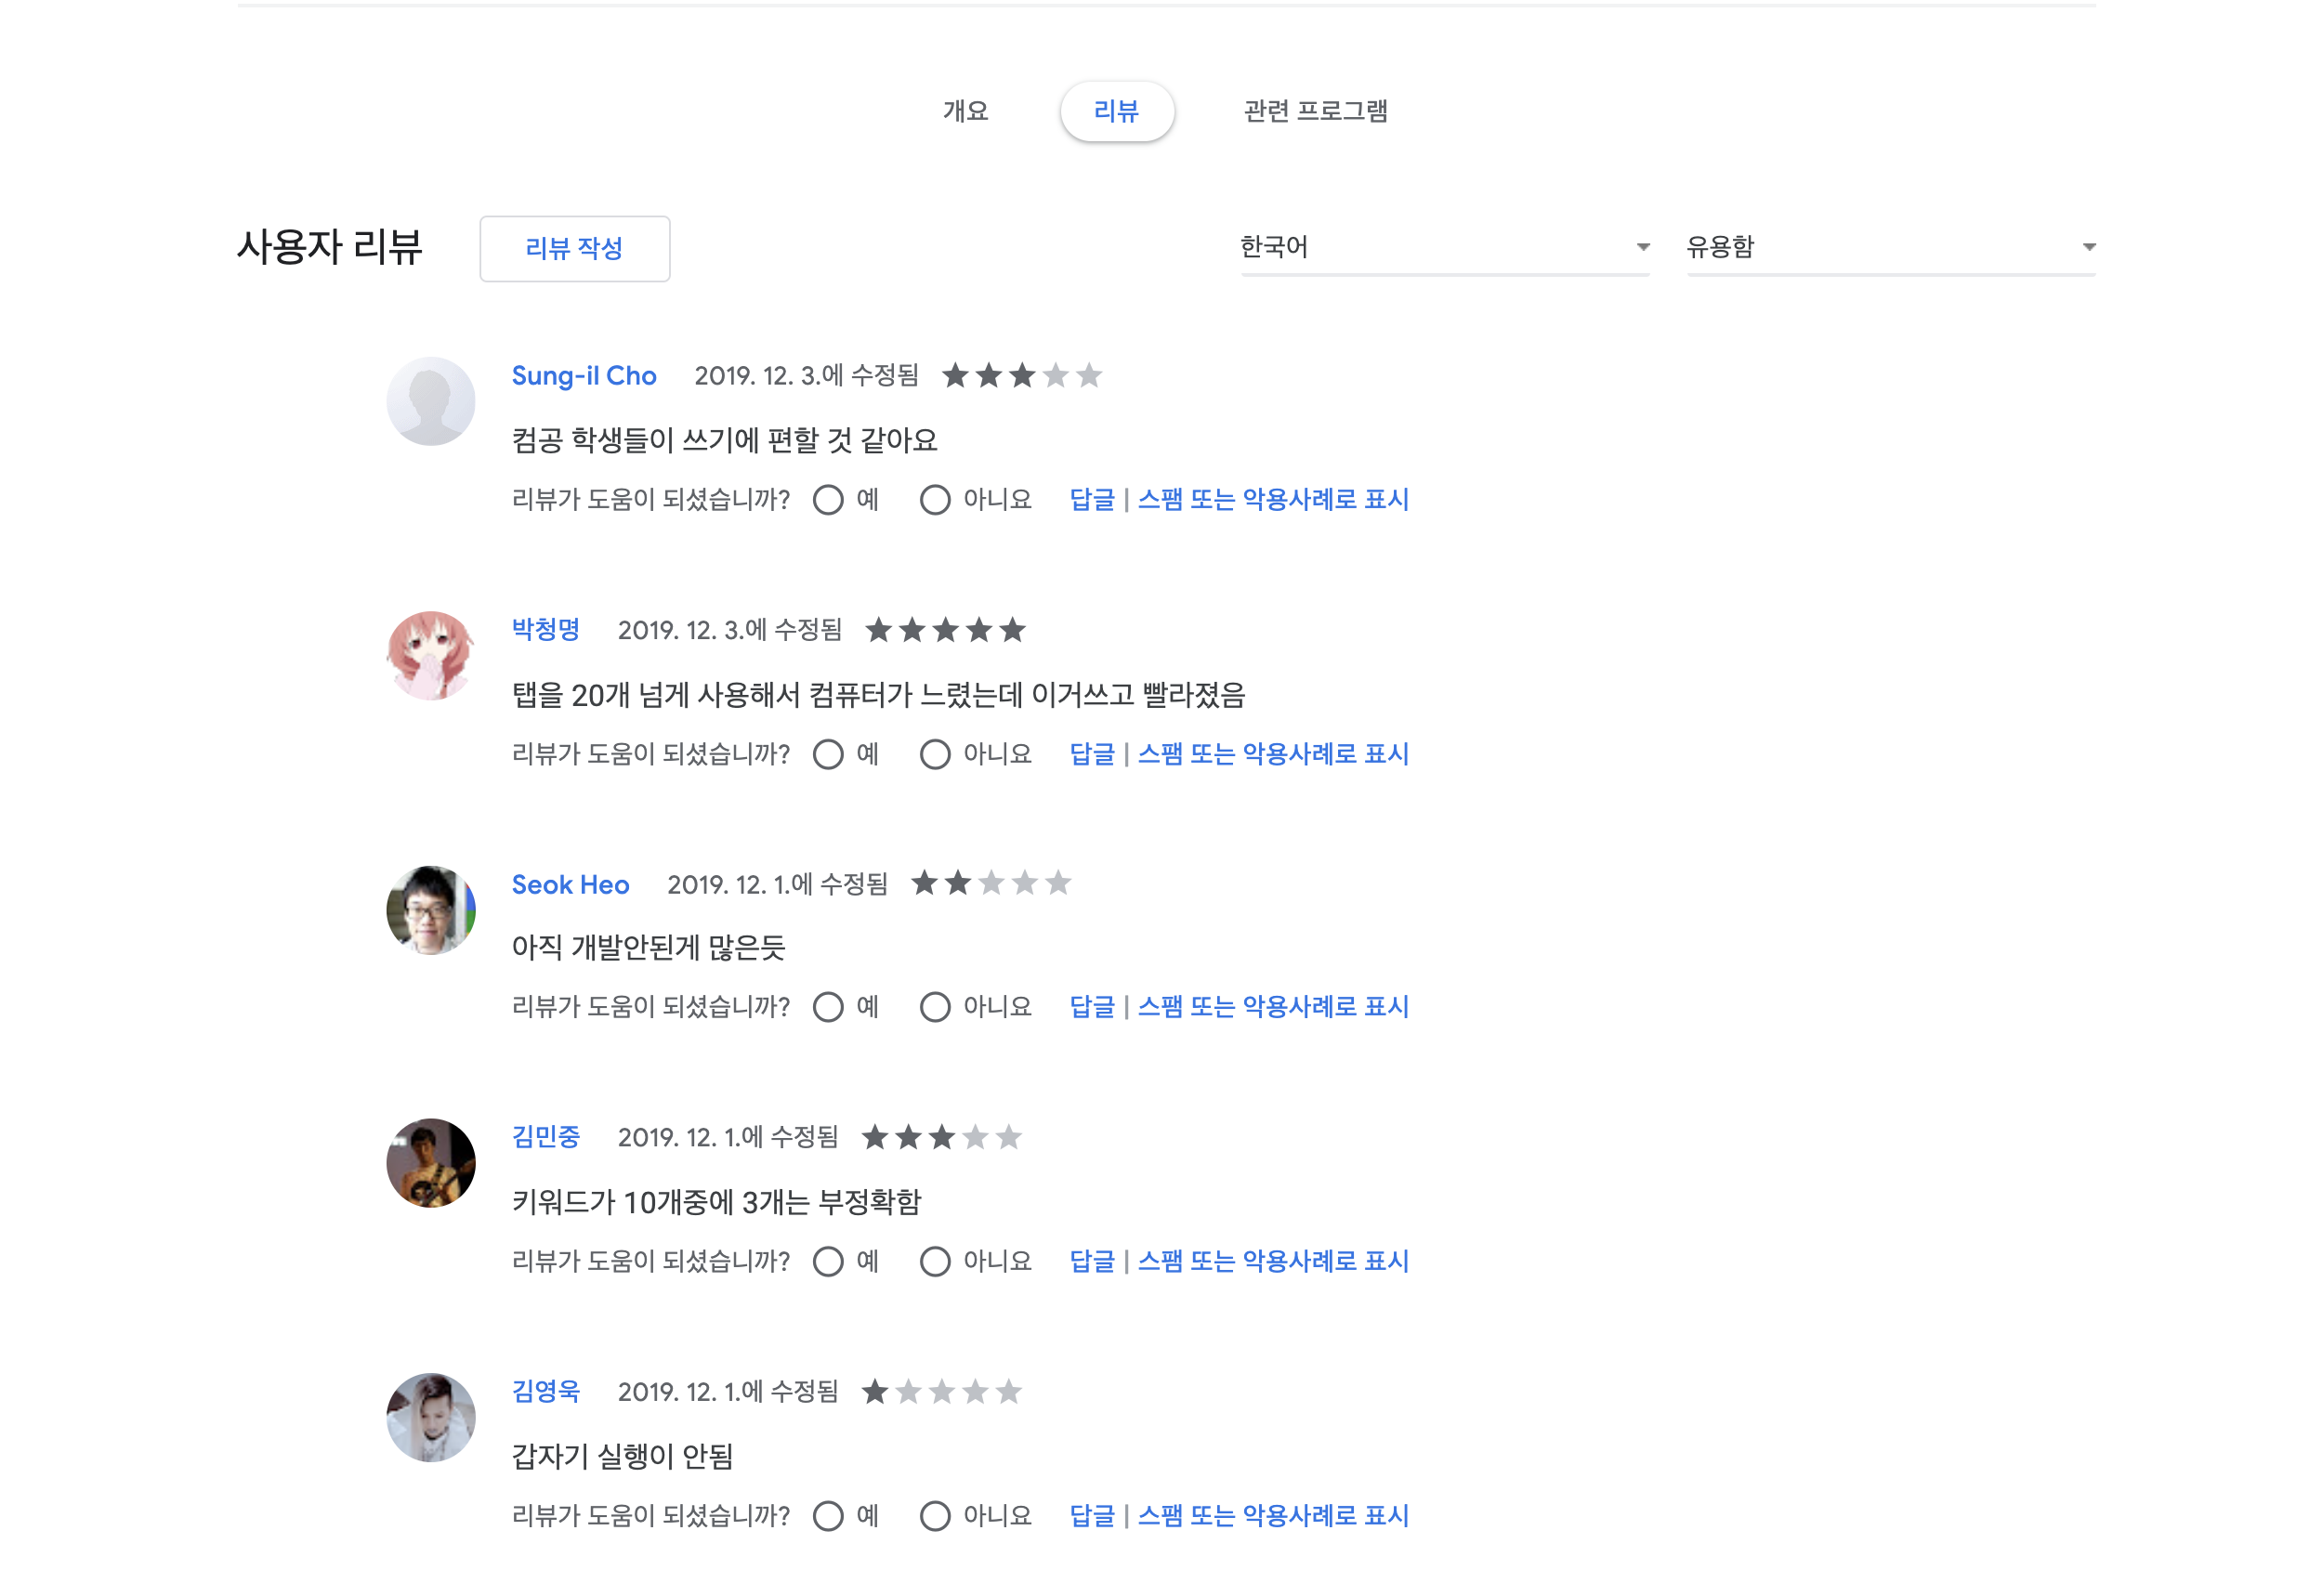 개요 리뷰 관련 프로그램
사용자 리뷰 리뷰 작성 한국어 유용함
Sung-il Cho 2019. 12. 3.에 수정됨
컴공 학생들이 쓰기에 편할 것 같아요
리뷰가 도움이 되셨습니까? 예 아니요 답글 | 스팸 또는 악용사례로 표시
박청명 2019. 12. 3.에 수정됨
탭을 20개 넘게 사용해서 컴퓨터가 느렸는데 이거쓰고 빨라졌음
리뷰가 도움이 되셨습니까? 예 아니요 답글 | 스팸 또는 악용사례로 표시
Seok Heo 2019. 12. 1.에 수정됨
아직 개발안된게 많은듯
리뷰가 도움이 되셨습니까? 예 아니요 답글 | 스팸 또는 악용사례로 표시
김민중 2019. 12. 1.에 수정됨
키워드가 10개중에 3개는 부정확함
리뷰가 도움이 되셨습니까? 예 아니요 답글 | 스팸 또는 악용사례로 표시
김영욱 2019. 12. 1.에 수정됨
갑자기 실행이 안됨
리뷰가 도움이 되셨습니까? 예 아니요 답글 | 스팸 또는 악용사례로 표시